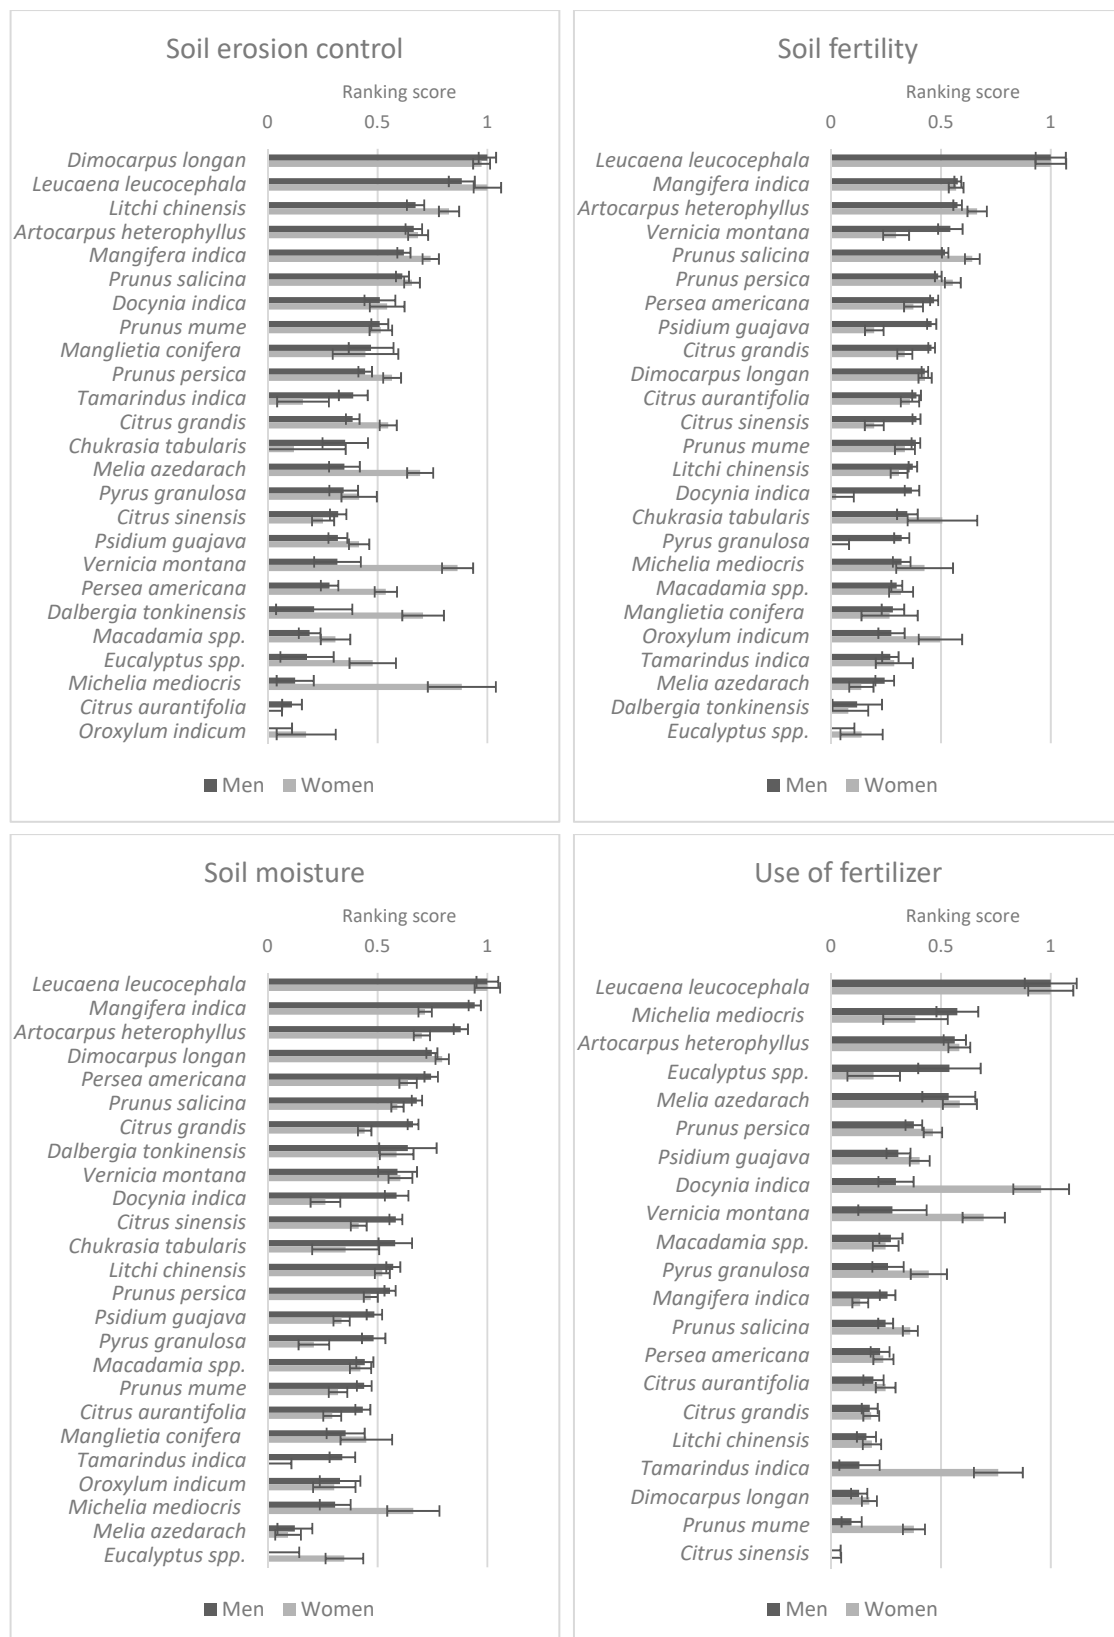 Soil erosion control
Ranking score
0 0.5 1
Dimocarpus longan
Leucaena leucocephala
Litchi chinensis
Artocarpus heterophyllus
Mangifera indica
Prunus salicina
Docynia indica
Prunus mume
Manglietia conifera
Prunus persica
Tamarindus indica
Citrus grandis
Chukrasia tabularis
Melia azedarach
Pyrus granulosa
Citrus sinensis
Psidium guajava
Vernicia montana
Persea americana
Dalbergia tonkinensis
Macadamia spp.
Eucalyptus spp.
Michelia mediocris
Citrus aurantifolia
Oroxylum indicum
Men Women
Soil fertility
Ranking score
0 0.5 1
Leucaena leucocephala
Mangifera indica
Artocarpus heterophyllus
Vernicia montana
Prunus salicina
Prunus persica
Persea americana
Psidium guajava
Citrus grandis
Dimocarpus longan
Citrus aurantifolia
Citrus sinensis
Prunus mume
Litchi chinensis
Docynia indica
Chukrasia tabularis
Pyrus granulosa
Michelia mediocris
Macadamia spp.
Manglietia conifera
Oroxylum indicum
Tamarindus indica
Melia azedarach
Dalbergia tonkinensis
Eucalyptus spp.
Men Women
Soil moisture
Ranking score
0 0.5 1
Leucaena leucocephala
Mangifera indica
Artocarpus heterophyllus
Dimocarpus longan
Persea americana
Prunus salicina
Citrus grandis
Dalbergia tonkinensis
Vernicia montana
Docynia indica
Citrus sinensis
Chukrasia tabularis
Litchi chinensis
Prunus persica
Psidium guajava
Pyrus granulosa
Macadamia spp.
Prunus mume
Citrus aurantifolia
Manglietia conifera
Tamarindus indica
Oroxylum indicum
Michelia mediocris
Melia azedarach
Eucalyptus spp.
Men Women
Use of fertilizer
Ranking score
0 0.5 1
Leucaena leucocephala
Michelia mediocris
Artocarpus heterophyllus
Eucalyptus spp.
Melia azedarach
Prunus persica
Psidium guajava
Docynia indica
Vernicia montana
Macadamia spp.
Pyrus granulosa
Mangifera indica
Prunus salicina
Persea americana
Citrus aurantifolia
Citrus grandis
Litchi chinensis
Tamarindus indica
Dimocarpus longan
Prunus mume
Citrus sinensis
Men Women